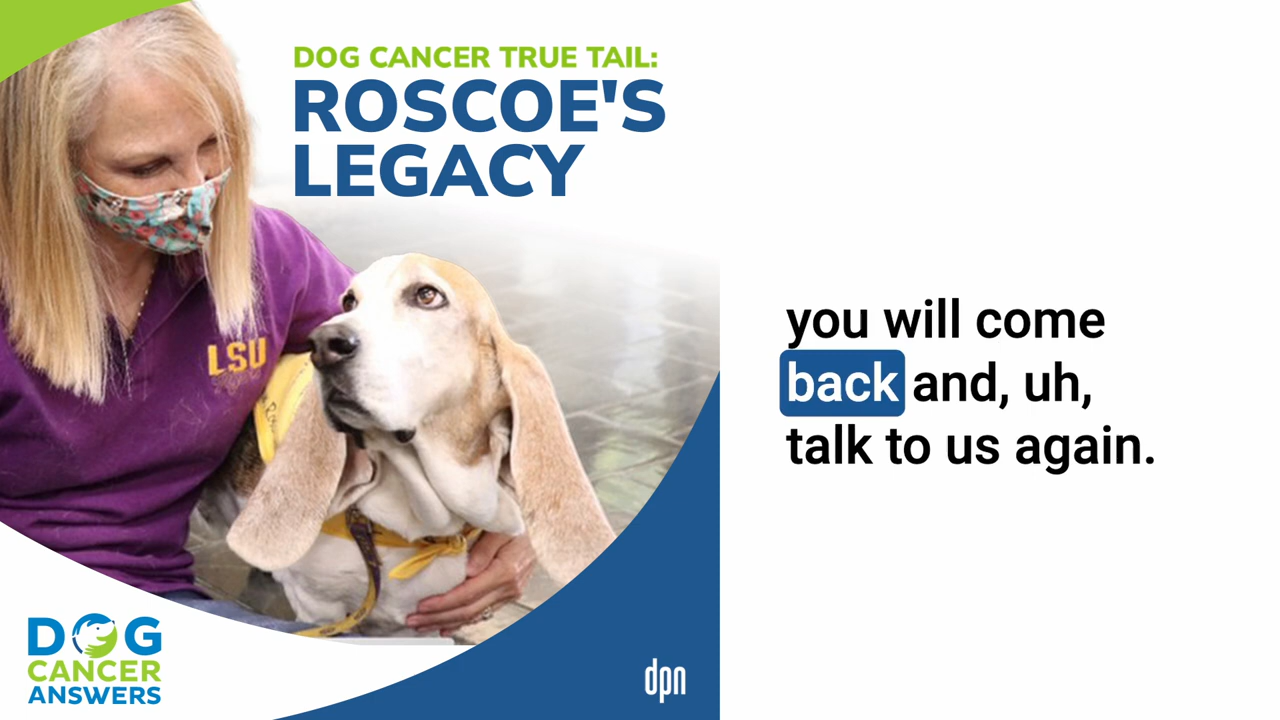 DOG CANCER TRUE TAIL:
ROSCOE'S
LEGACY
LSU
DOG
CANCER
ANSWERS
dpn
you will come
back and, uh,
talk to us again.